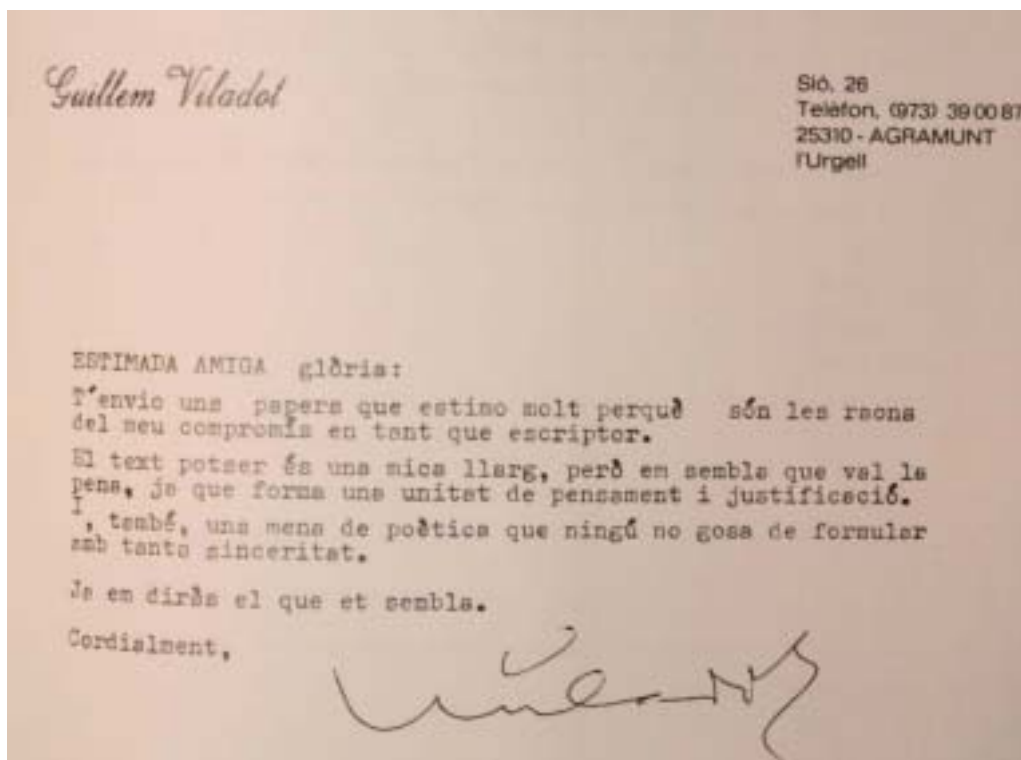 Guillem Viladot
Sió, 26
Telèfon, (973) 39 00 87
25310 - AGRAMUNT
l'Urgell
ESTIMADA AMIGA glòria:
T'envio uns papers que estimo molt perquè són les raons
del meu compromís en tant que escriptor.
El text potser és una mica llarg, però em sembla que val la
pena, ja que forma una unitat de pensament i justificació.
I, també, una mena de poètica que ningú no gosa de formular
amb tanta sinceritat.
Ja em diràs el que et sembla.
Cordialment,
Viladot